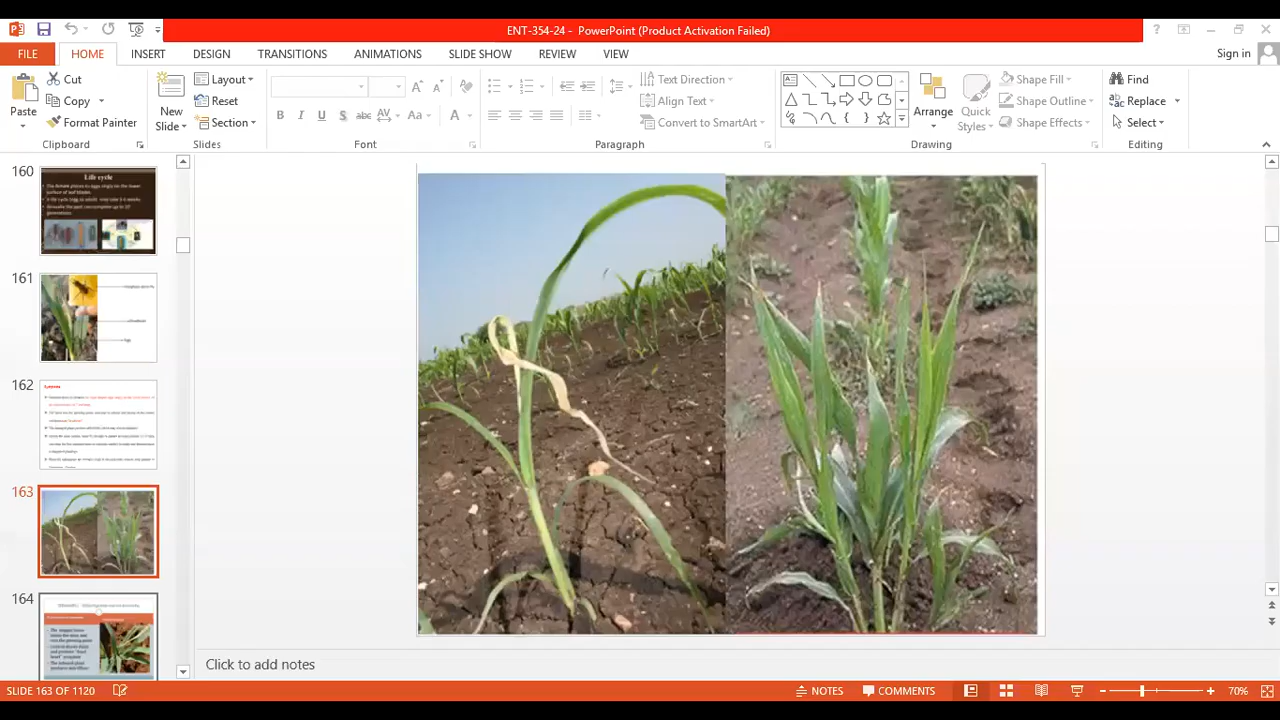 ENT-354-24 - PowerPoint (Product Activation Failed)
FILE HOME INSERT DESIGN TRANSITIONS ANIMATIONS SLIDE SHOW REVIEW VIEW Sign in
Paste
Cut
Copy
Format Painter
Clipboard
New
Slide
Layout
Reset
Section
Slides
B I U S abc AV Aa A
Font
Text Direction
Align Text
Convert to SmartArt
Paragraph
Arrange
Quick
Styles
Shape Fill
Shape Outline
Shape Effects
Drawing
Find
Replace
Select
Editing
160
Life cycle
161
162
163
164
Click to add notes
SLIDE 163 OF 1120 NOTES COMMENTS 70%